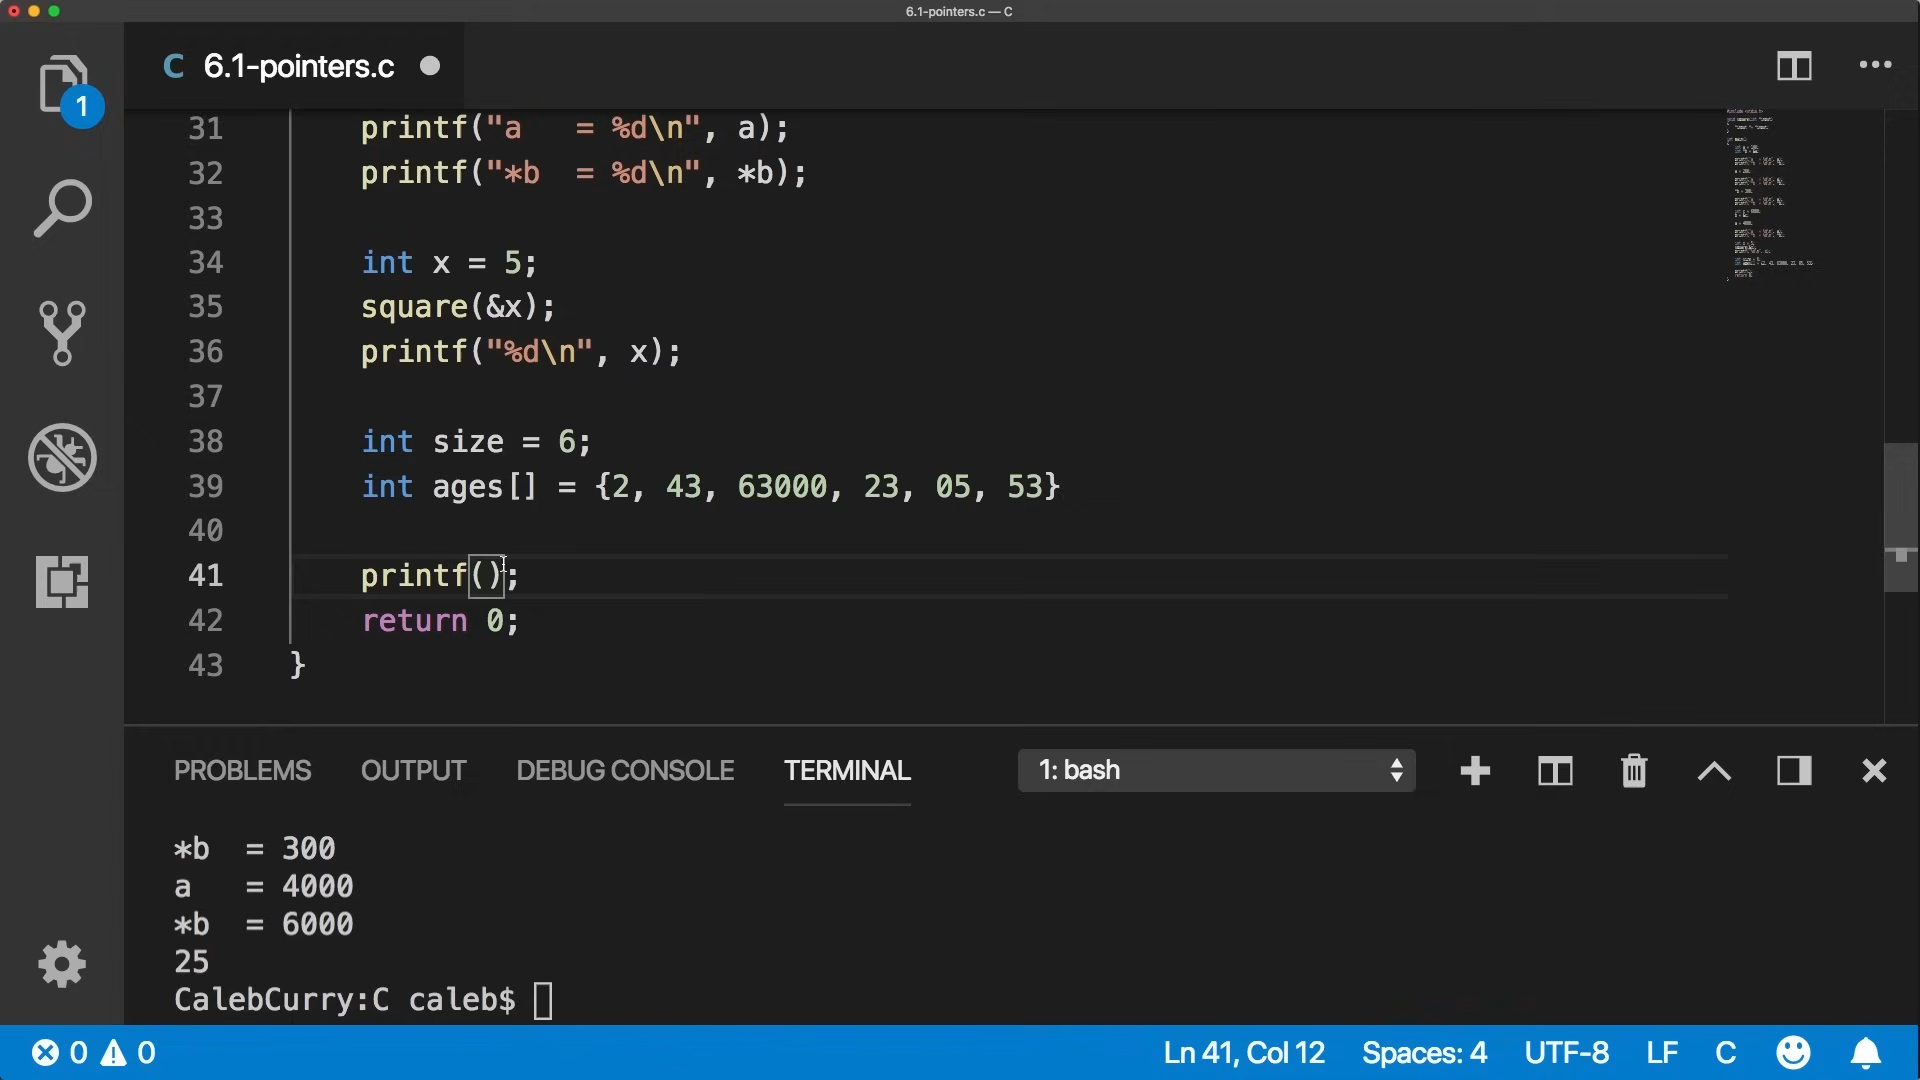 6.1-pointers.c — C
C 6.1-pointers.c
1
31 printf("a   = %d\n", a);
32 printf("*b  = %d\n", *b);
33
34 int x = 5;
35 square(&x);
36 printf("%d\n", x);
37
38 int size = 6;
39 int ages[] = {2, 43, 63000, 23, 05, 53}
40
41 printf();
42 return 0;
43 }
PROBLEMS OUTPUT DEBUG CONSOLE TERMINAL 1: bash
*b  = 300
a   = 4000
*b  = 6000
25
CalebCurry:C caleb$
0 0 Ln 41, Col 12 Spaces: 4 UTF-8 LF C